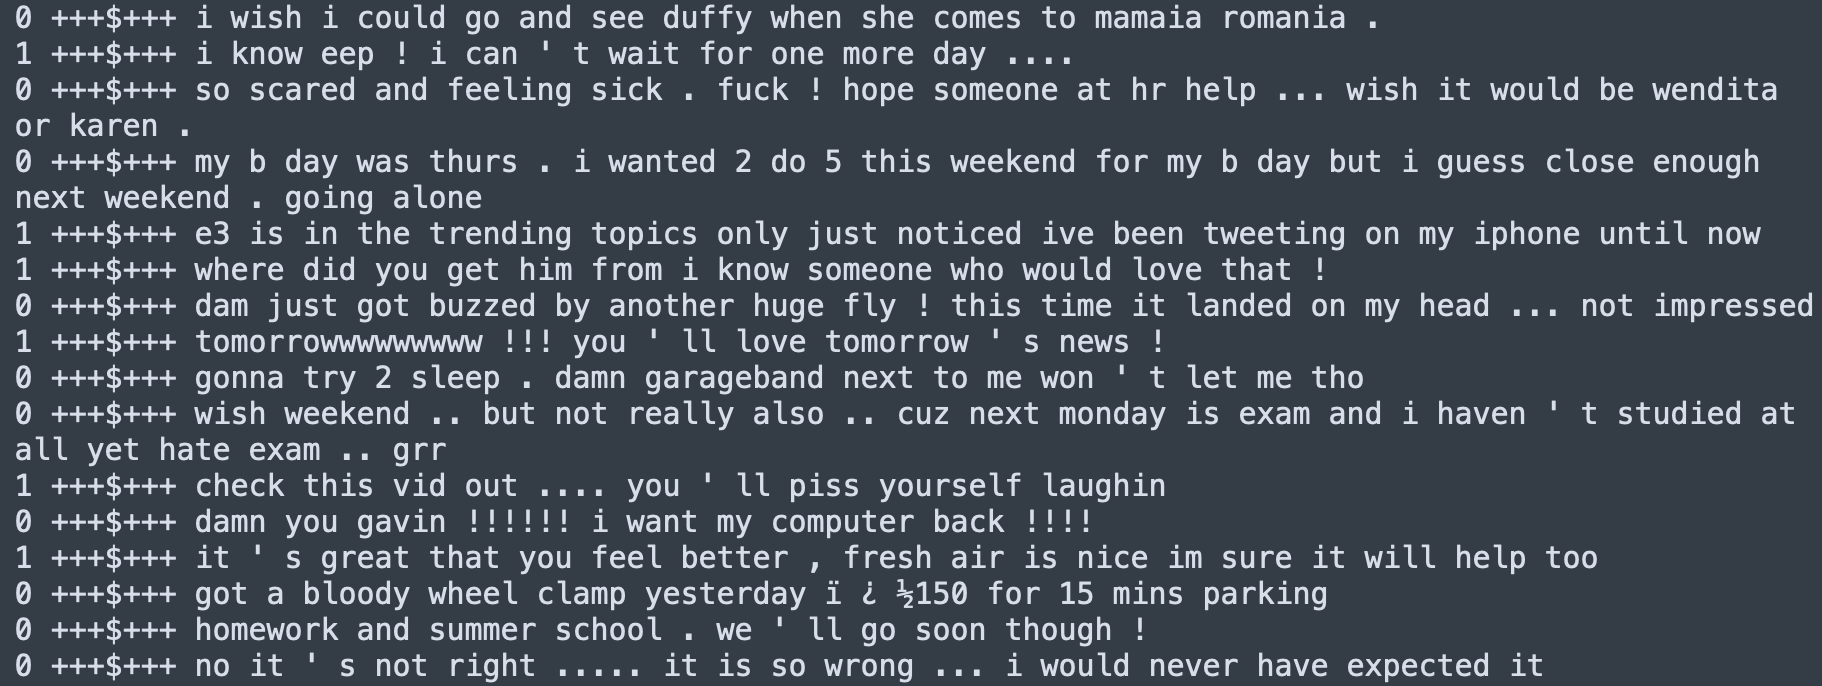 0 +++$+++ i wish i could go and see duffy when she comes to mamaia romania .
1 +++$+++ i know eep ! i can ' t wait for one more day ....
0 +++$+++ so scared and feeling sick . fuck ! hope someone at hr help ... wish it would be wendita
or karen .
0 +++$+++ my b day was thurs . i wanted 2 do 5 this weekend for my b day but i guess close enough
next weekend . going alone
1 +++$+++ e3 is in the trending topics only just noticed ive been tweeting on my iphone until now
1 +++$+++ where did you get him from i know someone who would love that !
0 +++$+++ dam just got buzzed by another huge fly ! this time it landed on my head ... not impressed
1 +++$+++ tomorrowwwwwwwww !!! you ' ll love tomorrow ' s news !
0 +++$+++ gonna try 2 sleep . damn garageband next to me won ' t let me tho
0 +++$+++ wish weekend .. but not really also .. cuz next monday is exam and i haven ' t studied at
all yet hate exam .. grr
1 +++$+++ check this vid out .... you ' ll piss yourself laughin
0 +++$+++ damn you gavin !!!!!! i want my computer back !!!!
1 +++$+++ it ' s great that you feel better , fresh air is nice im sure it will help too
0 +++$+++ got a bloody wheel clamp yesterday ï ¿ ½150 for 15 mins parking
0 +++$+++ homework and summer school . we ' ll go soon though !
0 +++$+++ no it ' s not right ..... it is so wrong ... i would never have expected it